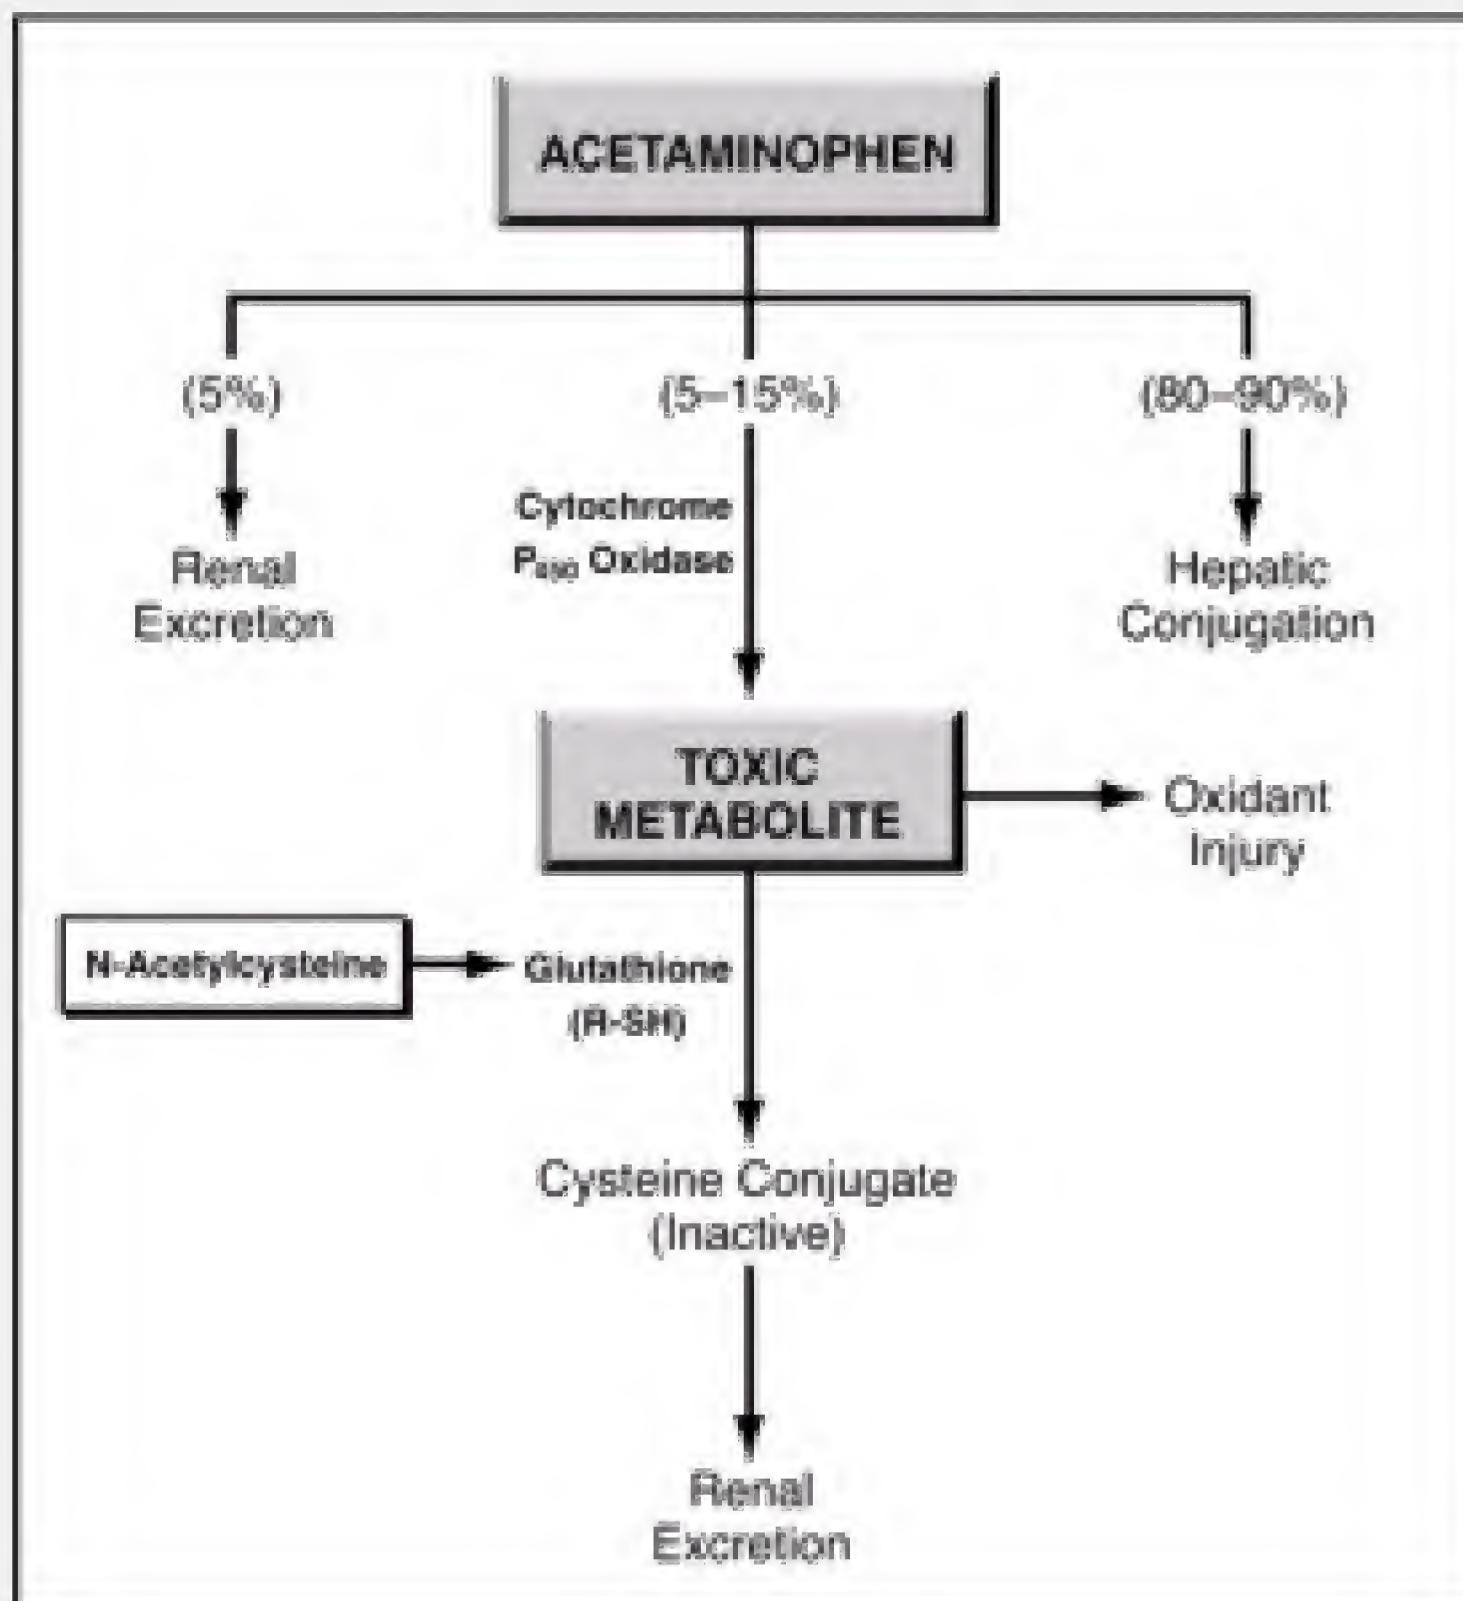 ACETAMINOPHEN
(5%)
(5–15%)
(80–90%)
Cytochrome
P₄₅₀ Oxidase
Renal
Excretion
Hepatic
Conjugation
TOXIC
METABOLITE
Oxidant
Injury
N-Acetylcysteine
Glutathione
(R-SH)
Cysteine Conjugate
(Inactive)
Renal
Excretion